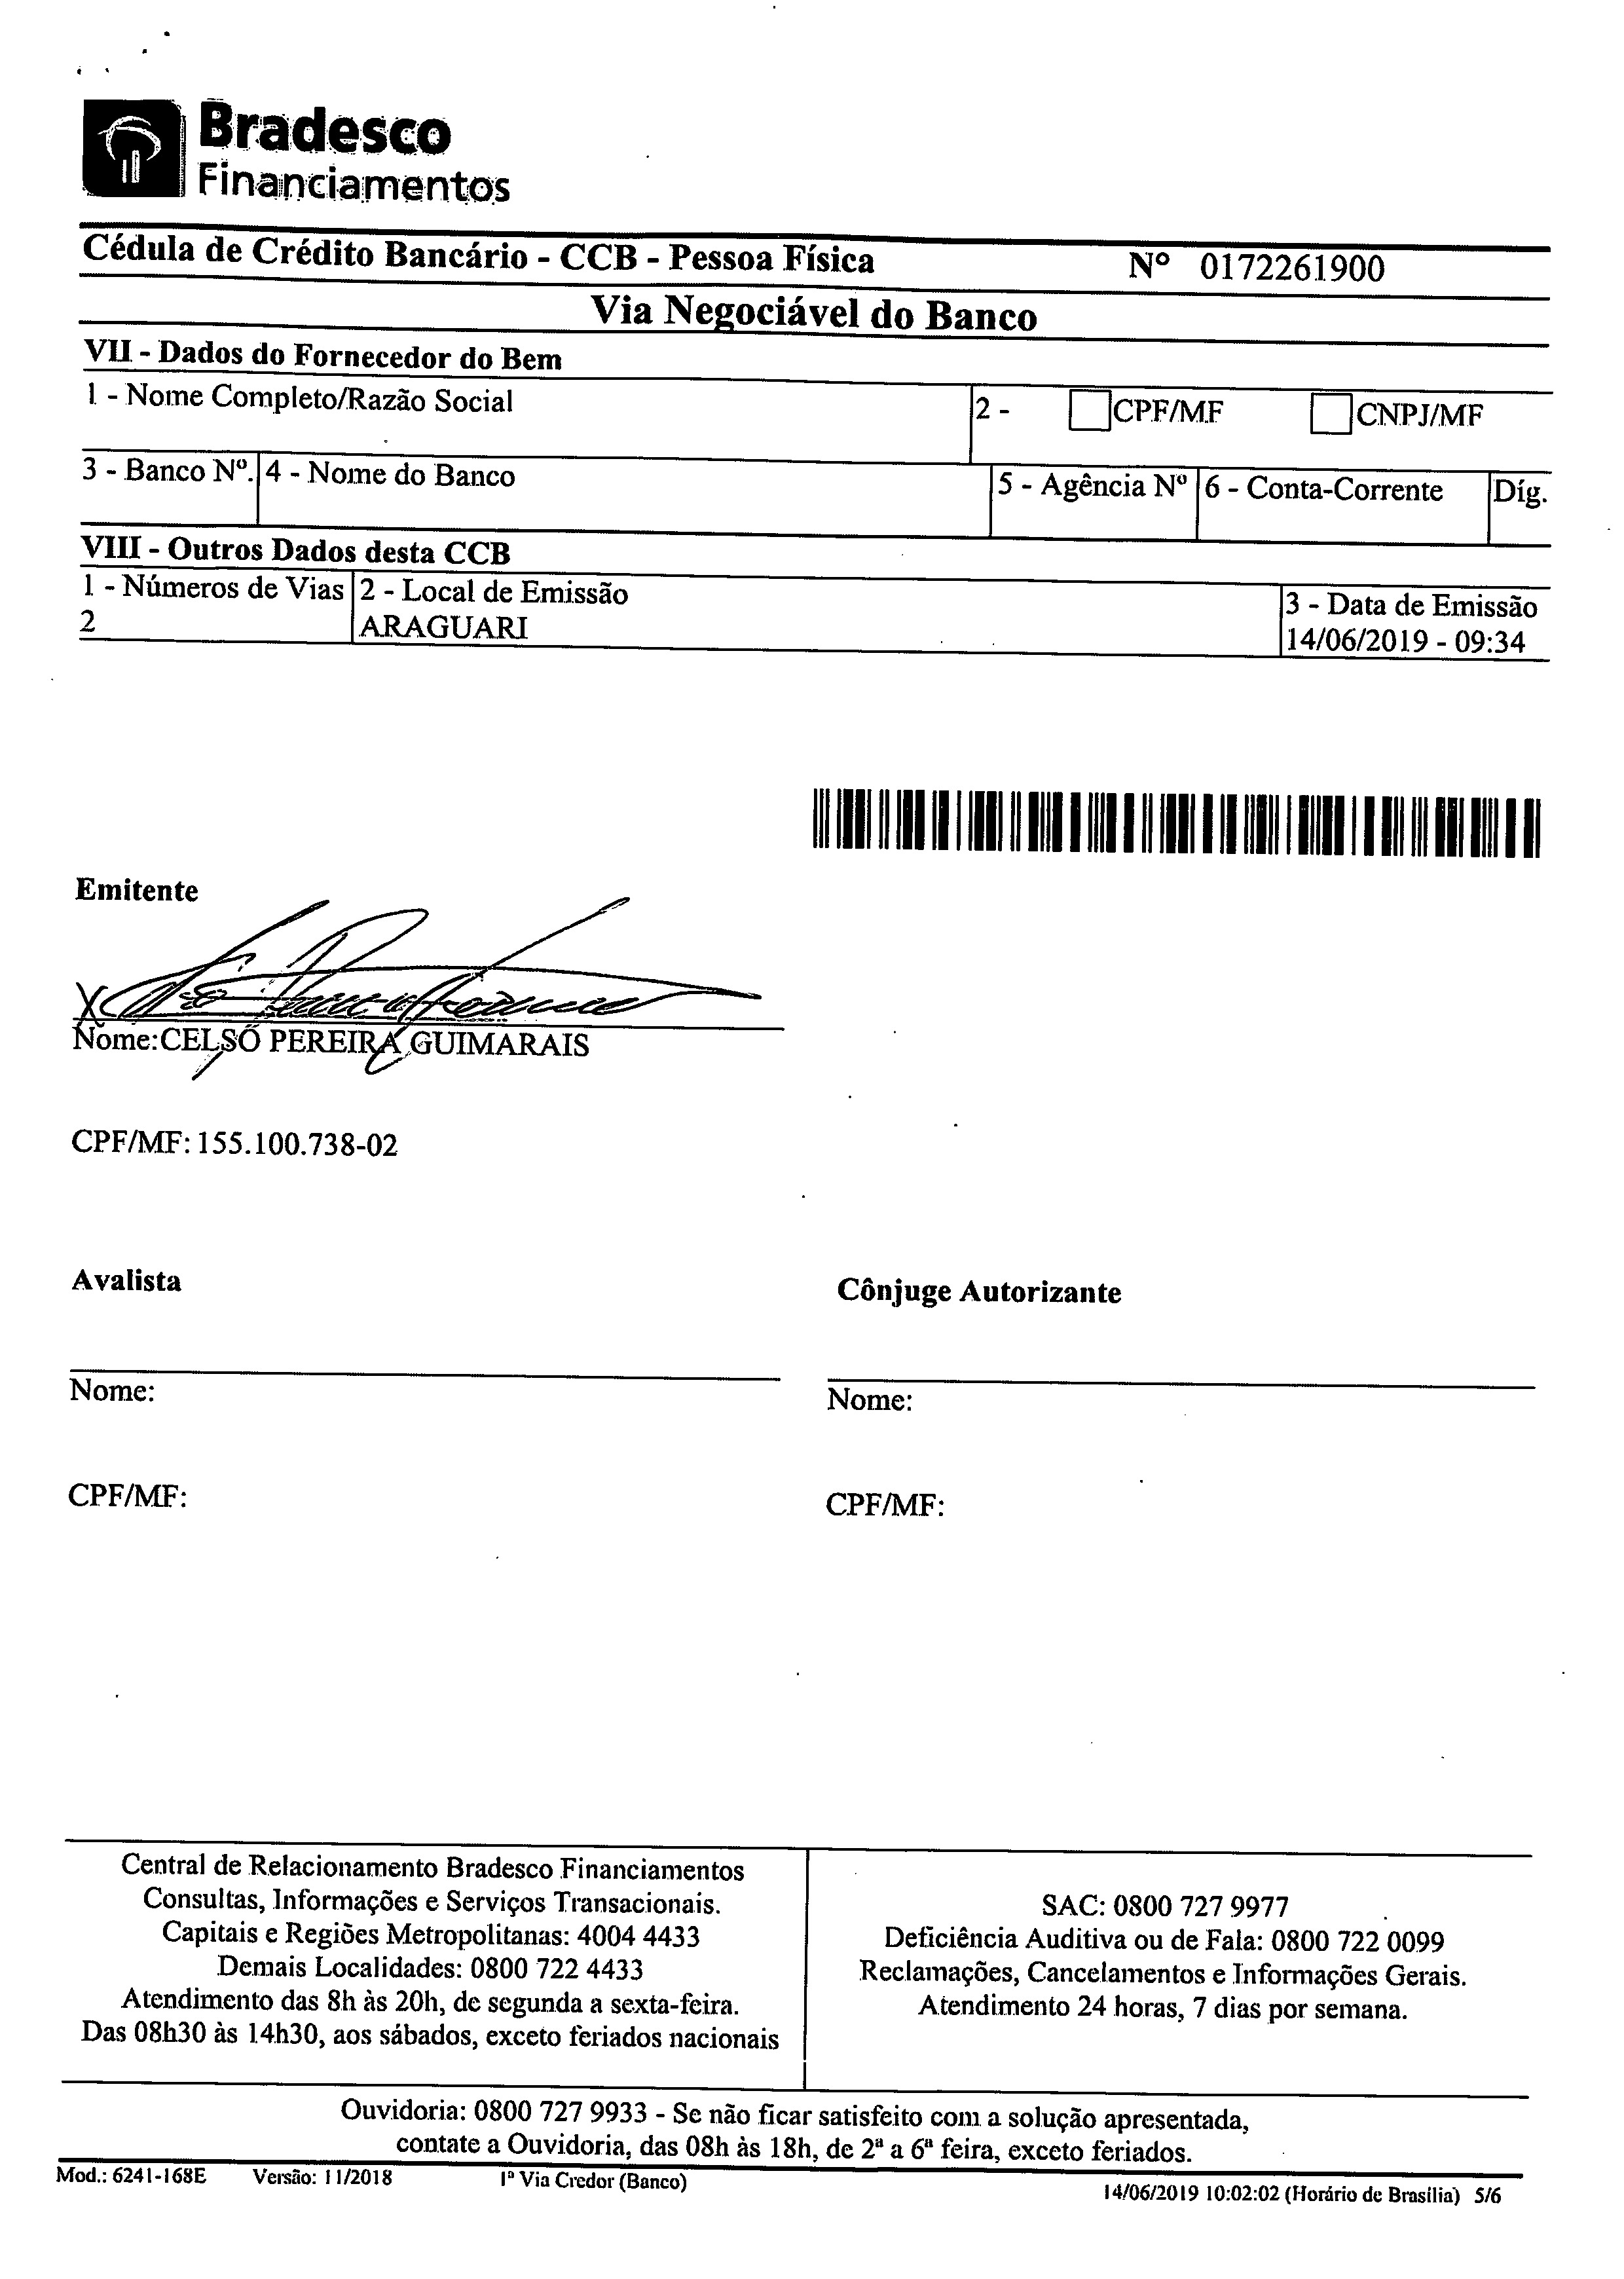 Bradesco
Financiamentos
Cédula de Crédito Bancário - CCB - Pessoa Física Nº 0172261900
Via Negociável do Banco
VII - Dados do Fornecedor do Bem
1 - Nome Completo/Razão Social 2 - CPF/MF CNPJ/MF
3 - Banco Nº. 4 - Nome do Banco 5 - Agência Nº 6 - Conta-Corrente Díg.
VIII - Outros Dados desta CCB
1 - Números de Vias 2 - Local de Emissão 3 - Data de Emissão
2 ARAGUARI 14/06/2019 - 09:34
Emitente
X
Nome: CELSO PEREIRA GUIMARAIS
CPF/MF: 155.100.738-02
Avalista Cônjuge Autorizante
Nome: Nome:
CPF/MF: CPF/MF:
Central de Relacionamento Bradesco Financiamentos
Consultas, Informações e Serviços Transacionais.
Capitais e Regiões Metropolitanas: 4004 4433
Demais Localidades: 0800 722 4433
Atendimento das 8h às 20h, de segunda a sexta-feira.
Das 08h30 às 14h30, aos sábados, exceto feriados nacionais
SAC: 0800 727 9977
Deficiência Auditiva ou de Fala: 0800 722 0099
Reclamações, Cancelamentos e Informações Gerais.
Atendimento 24 horas, 7 dias por semana.
Ouvidoria: 0800 727 9933 - Se não ficar satisfeito com a solução apresentada,
contate a Ouvidoria, das 08h às 18h, de 2ª a 6ª feira, exceto feriados.
Mod.: 6241-168E Versão: 11/2018 1ª Via Credor (Banco) 14/06/2019 10:02:02 (Horário de Brasília) 5/6